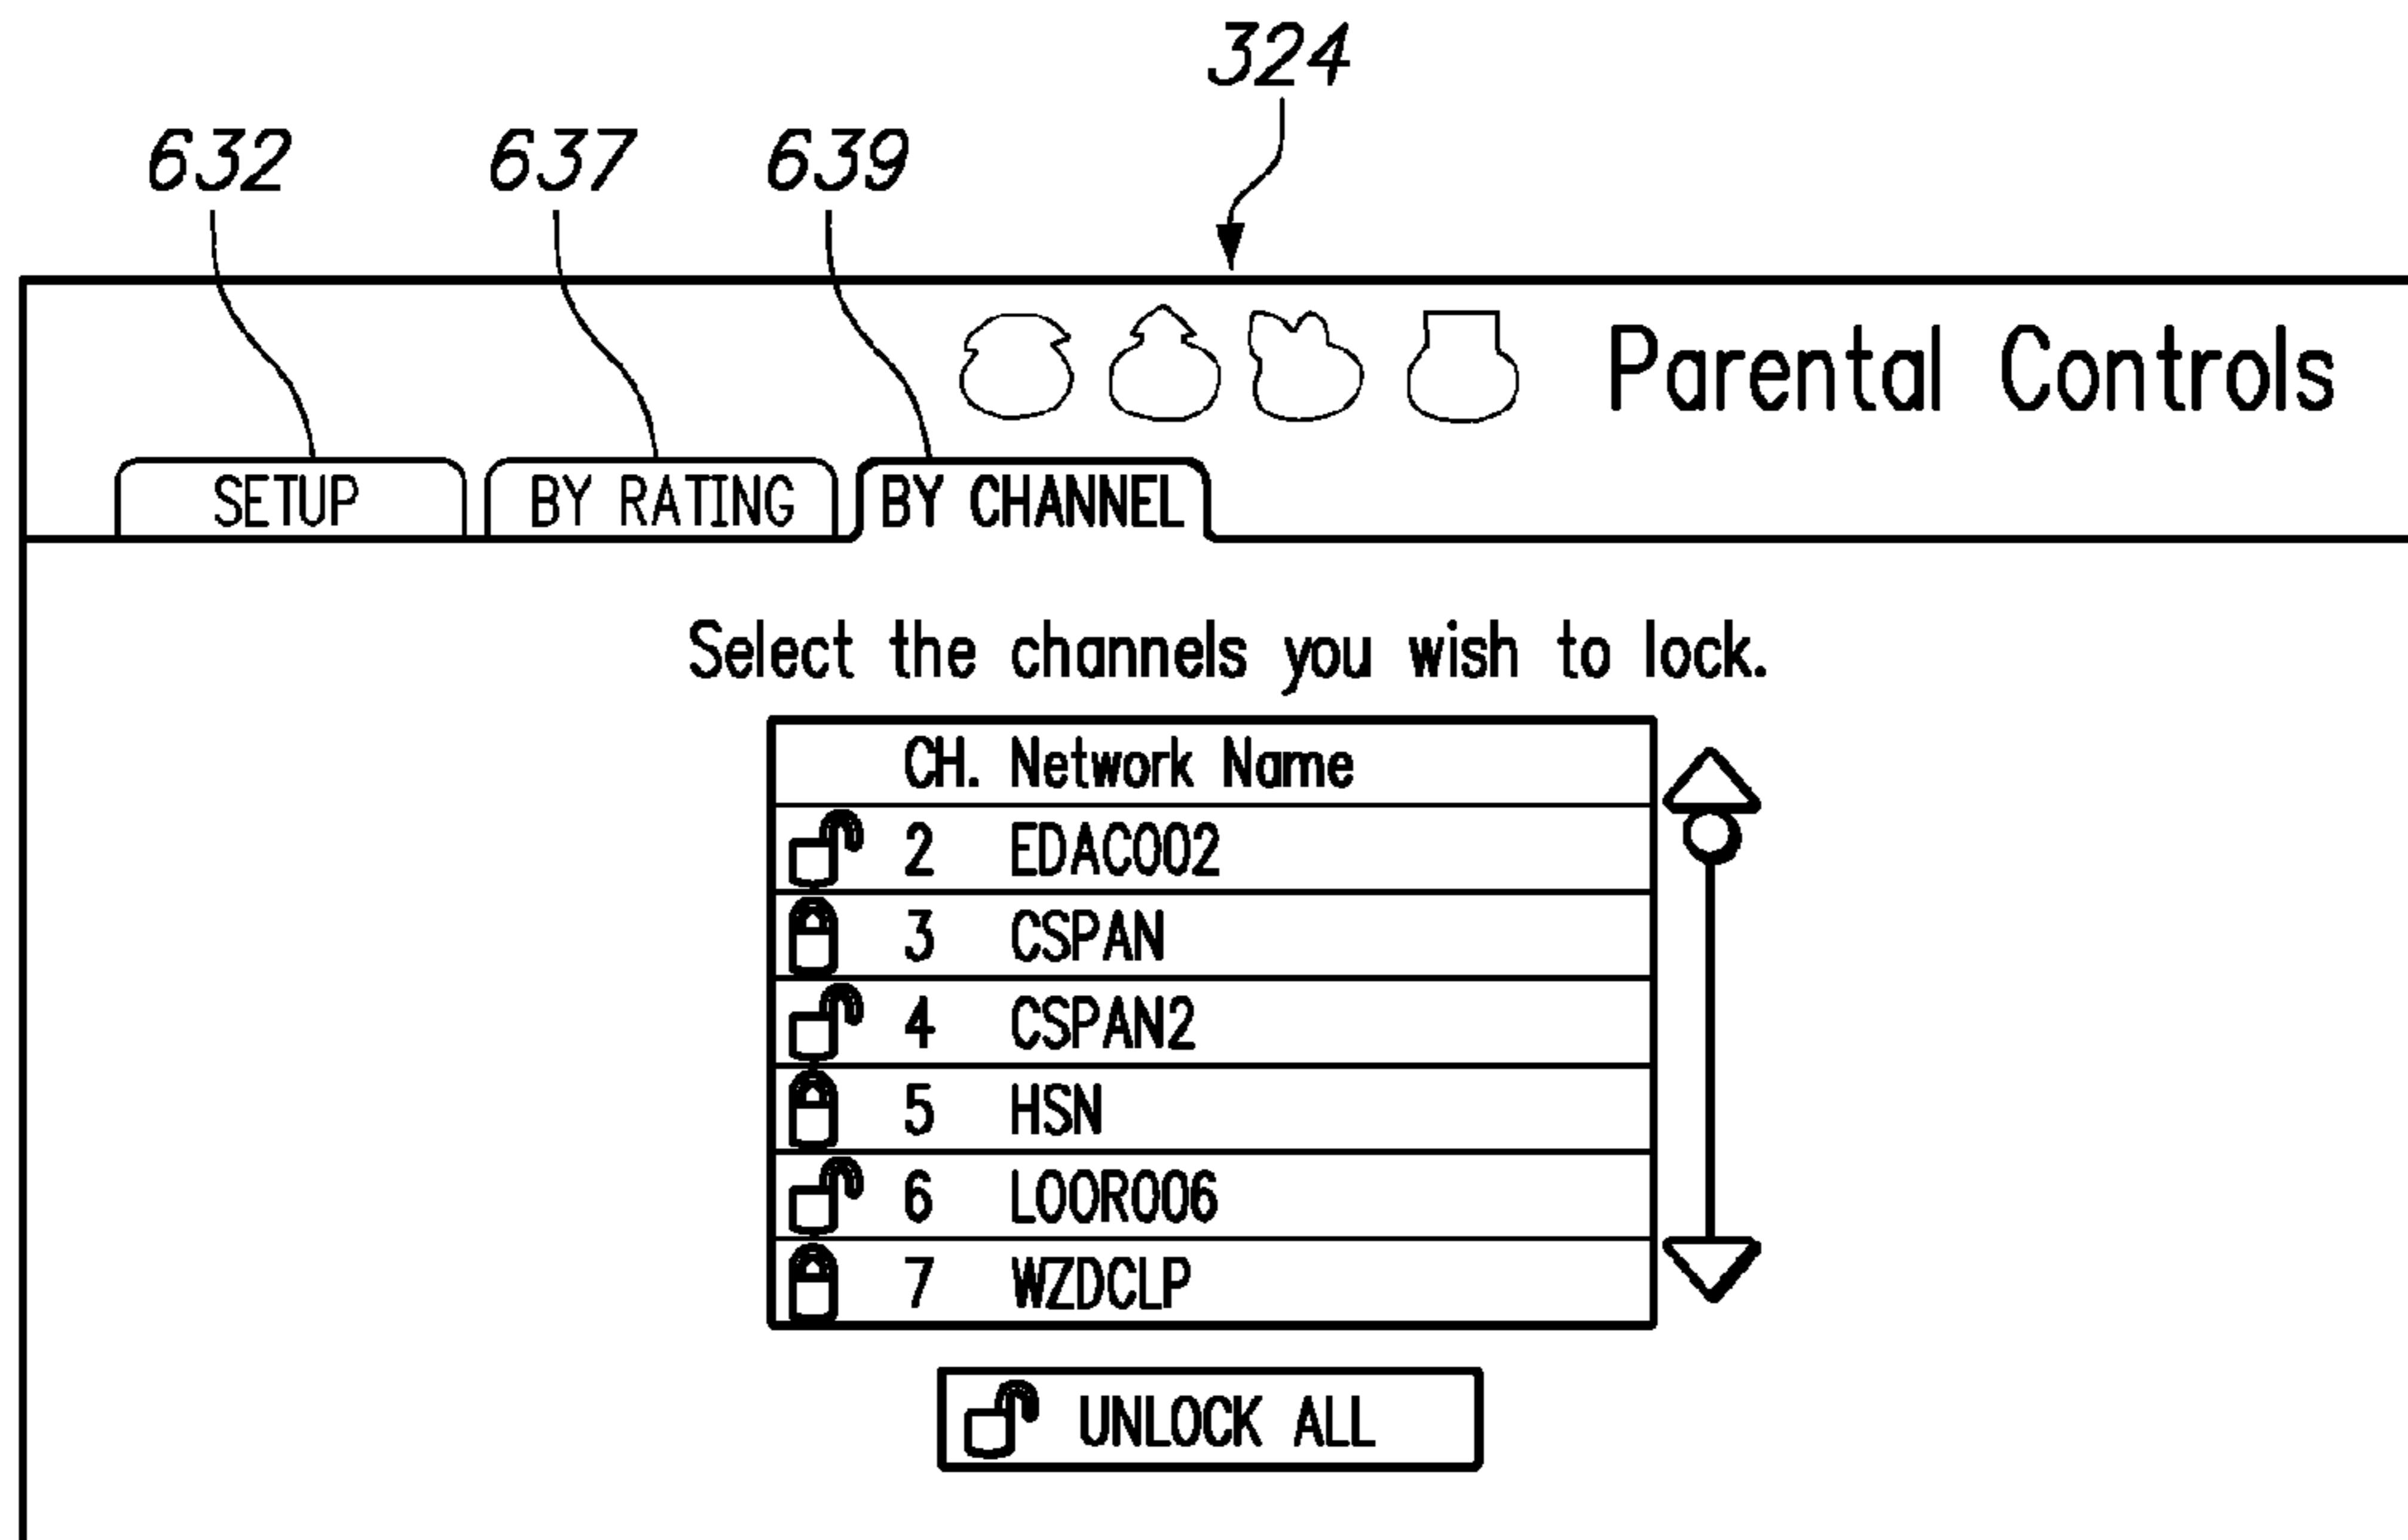 324
632 637 639
Parental Controls
SETUP BY RATING BY CHANNEL
Select the channels you wish to lock.
CH. Network Name
2 EDAC002
3 CSPAN
4 CSPAN2
5 HSN
6 LOOR006
7 WZDCLP
UNLOCK ALL